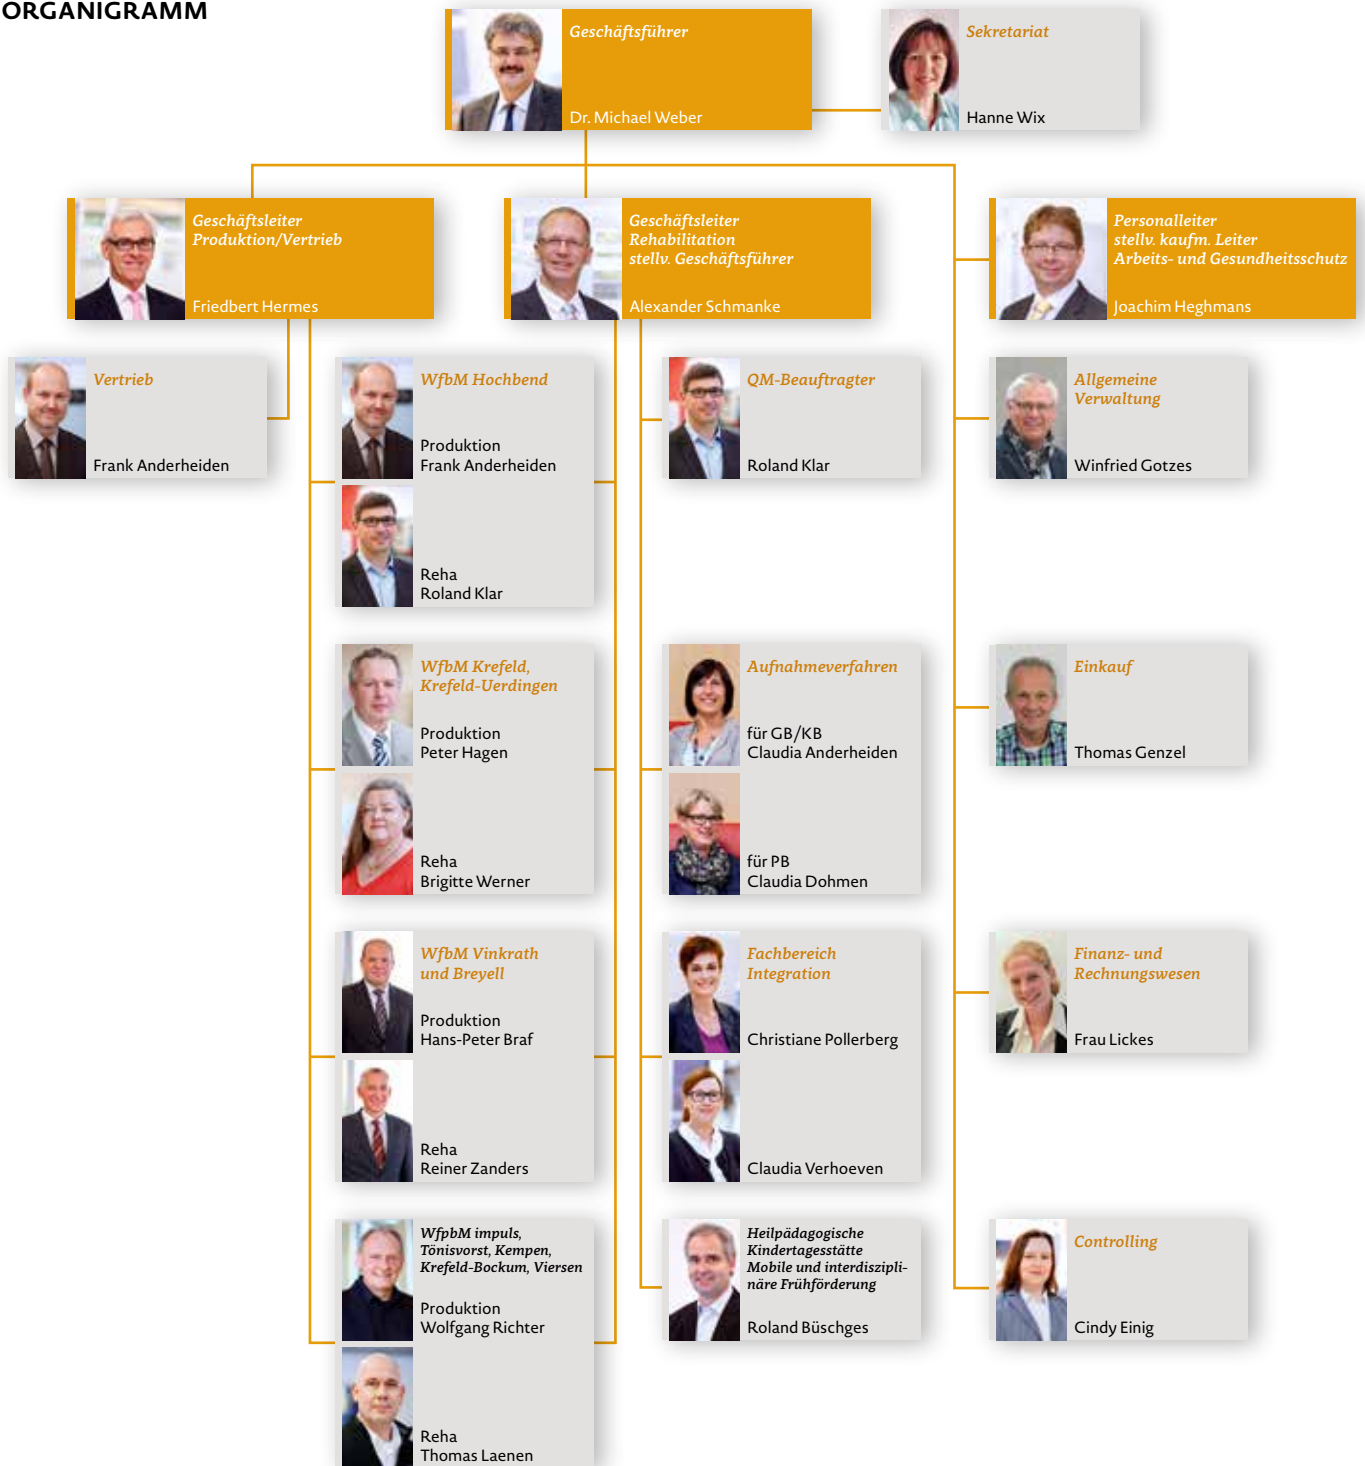 ORGANIGRAMM
Geschäftsführer
Dr. Michael Weber
Sekretariat
Hanne Wix
Geschäftsleiter
Produktion/Vertrieb
Friedbert Hermes
Geschäftsleiter
Rehabilitation
stellv. Geschäftsführer
Alexander Schmanke
Personalleiter
stellv. kaufm. Leiter
Arbeits- und Gesundheitsschutz
Joachim Heghmans
Vertrieb
Frank Anderheiden
WfbM Hochbend
Produktion
Frank Anderheiden
Reha
Roland Klar
QM-Beauftragter
Roland Klar
Allgemeine
Verwaltung
Winfried Gotzes
WfbM Krefeld,
Krefeld-Uerdingen
Produktion
Peter Hagen
Reha
Brigitte Werner
Aufnahmeverfahren
für GB/KB
Claudia Anderheiden
für PB
Claudia Dohmen
Einkauf
Thomas Genzel
WfbM Vinkrath
und Breyell
Produktion
Hans-Peter Braf
Reha
Reiner Zanders
Fachbereich
Integration
Christiane Pollerberg
Claudia Verhoeven
Finanz- und
Rechnungswesen
Frau Lickes
WfpbM impuls,
Tönisvorst, Kempen,
Krefeld-Bockum, Viersen
Produktion
Wolfgang Richter
Reha
Thomas Laenen
Heilpädagogische
Kindertagesstätte
Mobile und interdiszipli-
näre Frühförderung
Roland Büschges
Controlling
Cindy Einig